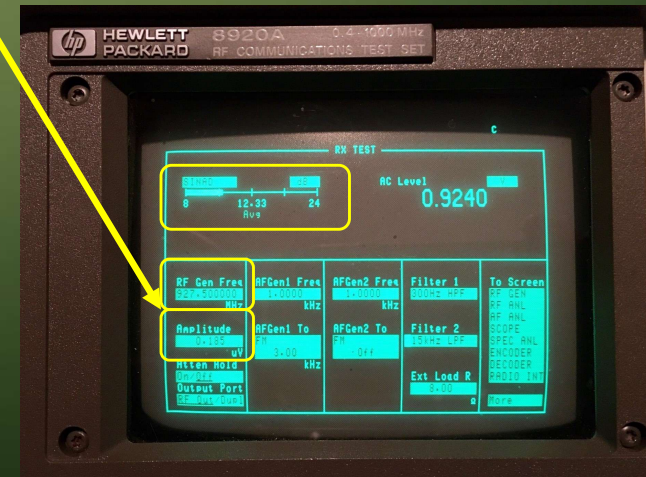 hp HEWLETT PACKARD
8920A 0.4-1000 MHz
RF COMMUNICATIONS TEST SET
C
RX TEST
SINAD dB
8 12.33 24
Avg
AC Level V
0.9240
RF Gen Freq
927.500000
MHz
Amplitude
0.185
uV
Atten Hold
On/Off
Output Port
RF Out/Dupl
AFGen1 Freq
1.0000
kHz
AFGen1 To
FM
3.00
kHz
AFGen2 Freq
1.0000
kHz
AFGen2 To
FM
Off
Filter 1
300Hz HPF
Filter 2
15kHz LPF
Ext Load R
8.00
Ω
To Screen
RF GEN
RF ANL
AF ANL
SCOPE
SPEC ANL
ENCODER
DECODER
RADIO INT
More